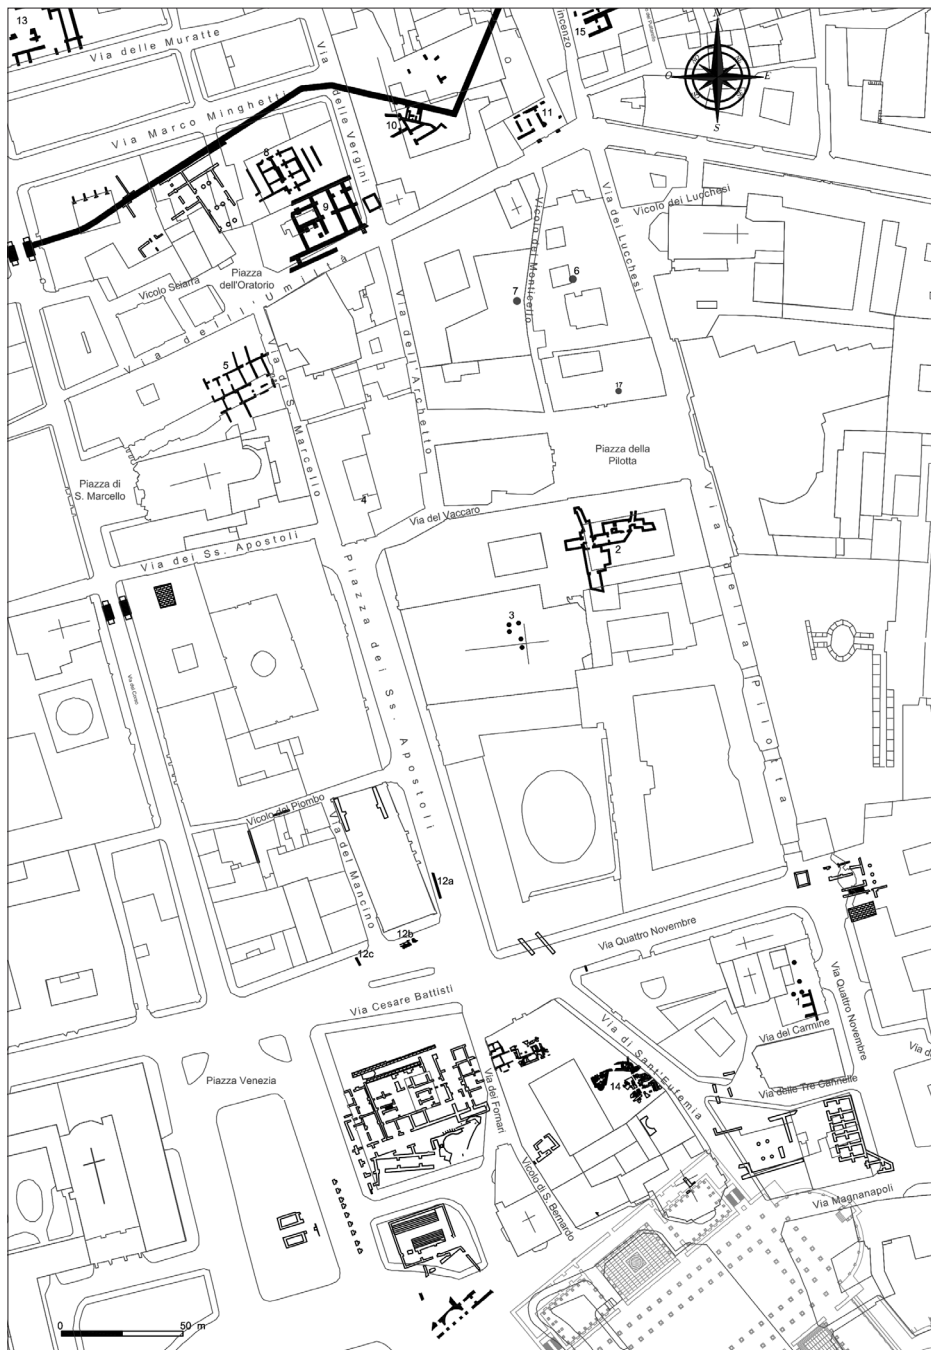 13
Via delle Muratte
Via delle Vergini
15
O
E
S
Via Marco Minghetti
10
11
8
9
Vicolo dei Lucchesi
Via dei Lucchesi
Vicolo del Monticello
Piazza
dell'Oratorio
Vicolo Sciarra
Via dell'Umiltà
6
7
Via dell'Archetto
5
Via di S. Marcello
17
Piazza di
S. Marcello
4
Piazza della
Pilotta
Via del Vaccaro
Via dei Ss. Apostoli
2
Via della Pilotta
Piazza dei Ss. Apostoli
3
Via del Corso
Vicolo del Piombo
Via del Mancino
12a
12b
12c
Via Quattro Novembre
Via Cesare Battisti
Via di Sant'Eufemia
1
Via Quattro Novembre
Via del Carmine
Piazza Venezia
Via dei Fornari
14
Via delle Tre Cannelle
Vicolo di S. Bernardo
Via Magnanapoli
0
50 m